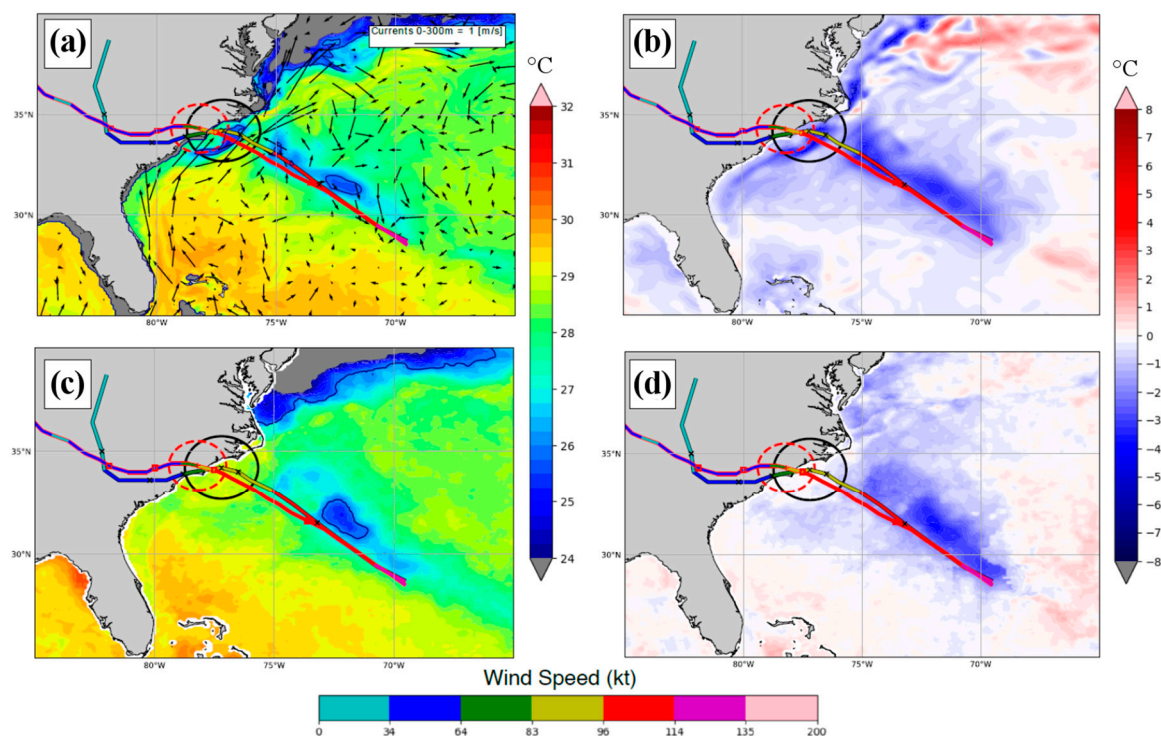 (a)
Currents 0-300m = 1 [m/s]
35°N
30°N
80°W 75°W 70°W
°C
32
31
30
29
28
27
26
25
24
(b)
35°N
30°N
80°W 75°W 70°W
°C
8
7
6
5
4
3
2
1
0
−1
−2
−3
−4
−5
−6
−7
−8
(c)
35°N
30°N
80°W 75°W 70°W
(d)
35°N
30°N
80°W 75°W 70°W
Wind Speed (kt)
0 34 64 83 96 114 135 200